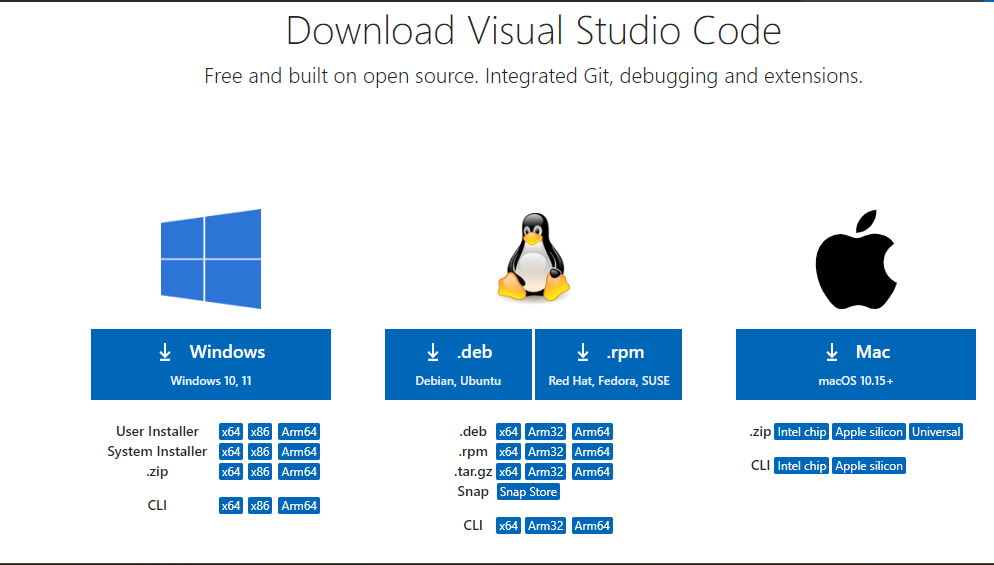 Download Visual Studio Code
Free and built on open source. Integrated Git, debugging and extensions.
Windows
Windows 10, 11
User Installer x64 x86 Arm64
System Installer x64 x86 Arm64
.zip x64 x86 Arm64
CLI x64 x86 Arm64
.deb
Debian, Ubuntu
.rpm
Red Hat, Fedora, SUSE
.deb x64 Arm32 Arm64
.rpm x64 Arm32 Arm64
.tar.gz x64 Arm32 Arm64
Snap Snap Store
CLI x64 Arm32 Arm64
Mac
macOS 10.15+
.zip Intel chip Apple silicon Universal
CLI Intel chip Apple silicon